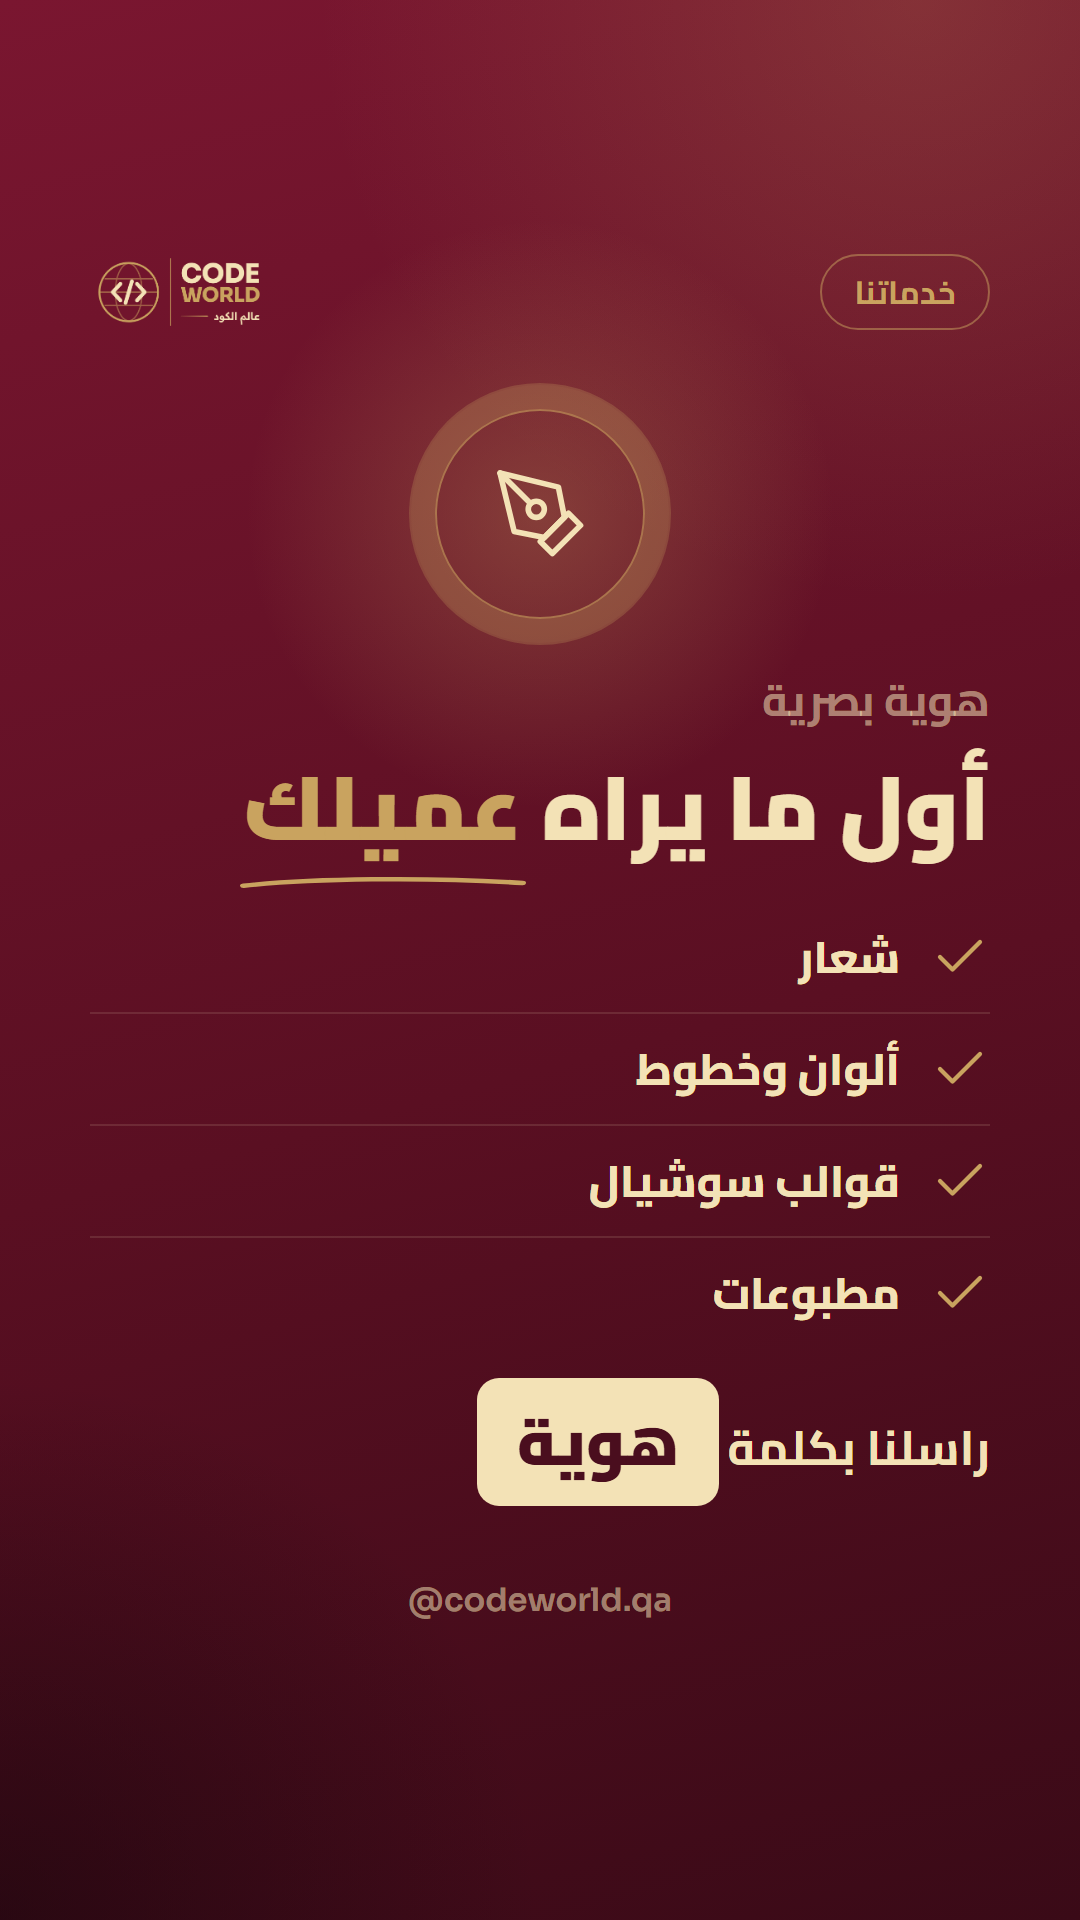 خدماتنا
CODE
WORLD
عالم الكود
هوية بصرية
أول ما يراه عميلك
شعار
ألوان وخطوط
قوالب سوشيال
مطبوعات
راسلنا بكلمة هوية
@codeworld.qa